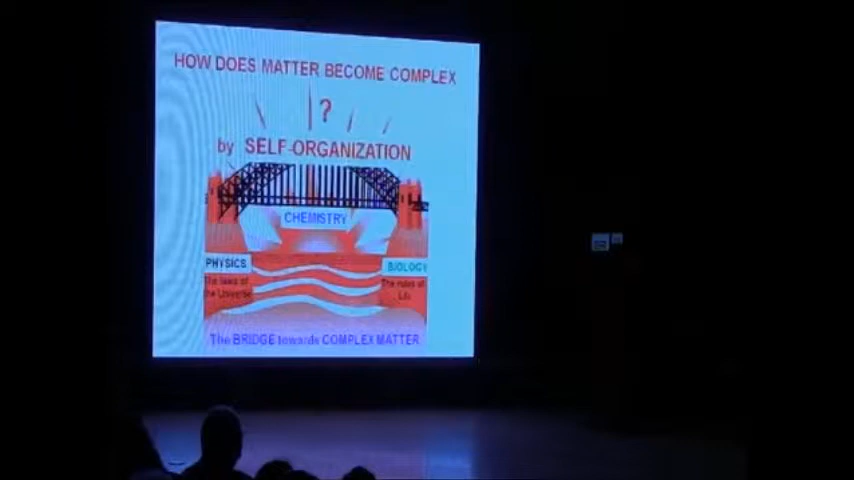 HOW DOES MATTER BECOME COMPLEX
?
by SELF-ORGANIZATION
CHEMISTRY
PHYSICS
The laws of
the Universe
BIOLOGY
The rules of
Life
The BRIDGE towards COMPLEX MATTER